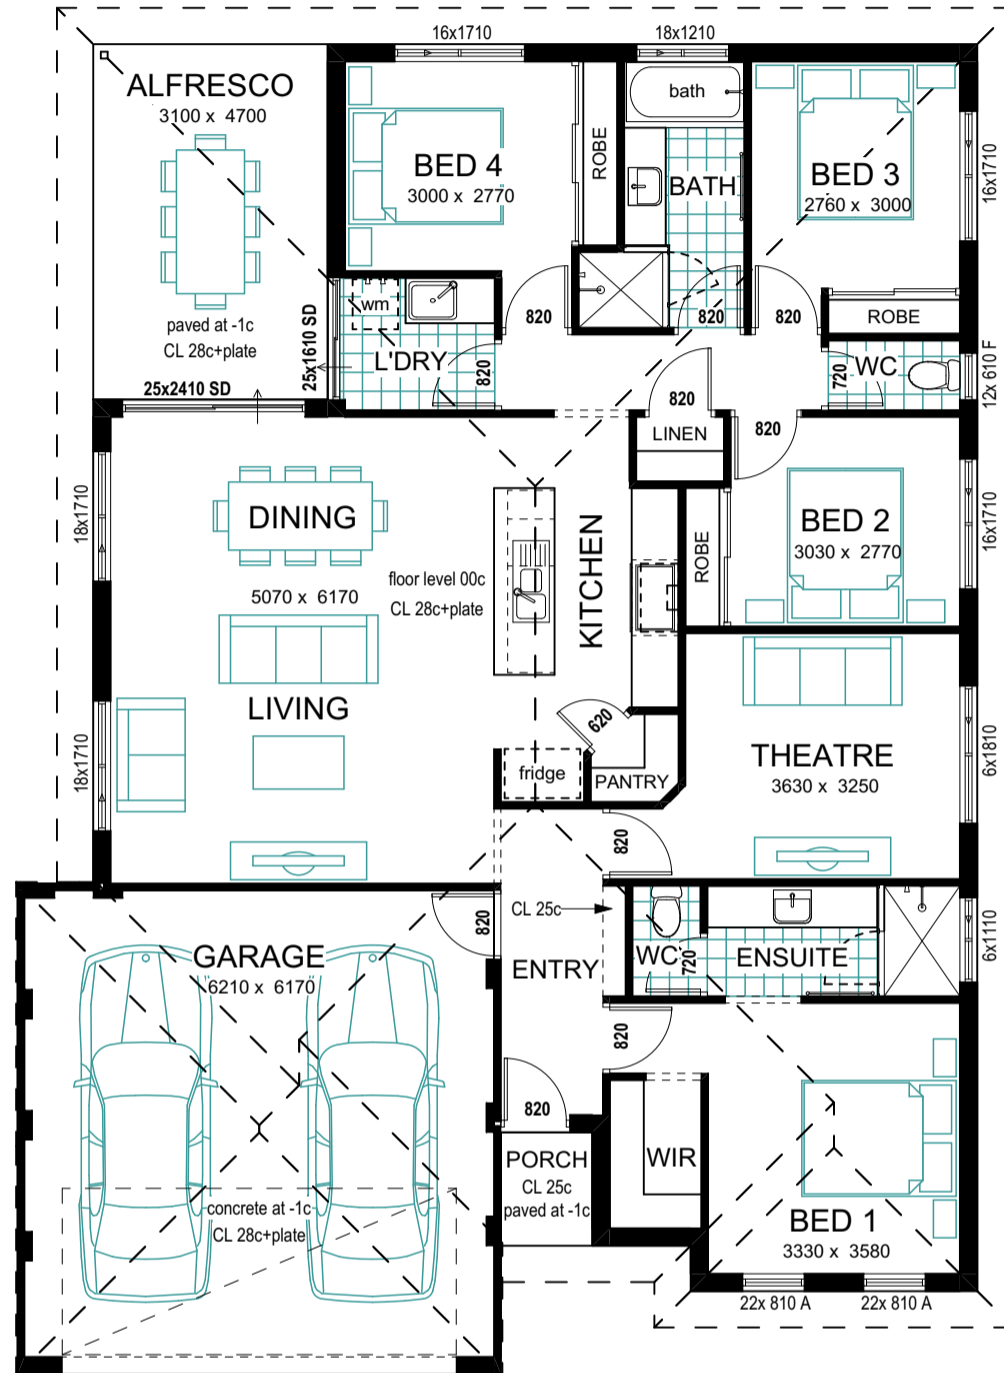 16x1710
18x1210
ALFRESCO
3100 x 4700
BED 4
3000 x 2770
ROBE
bath
BATH
BED 3
2760 x 3000
16x1710
paved at -1c
CL 28c+plate
25x2410 SD
25x1610 SD
wm
L'DRY
820
820
820
820
ROBE
WC
720
12x 610 F
820
LINEN
820
18x1710
DINING
5070 x 6170
floor level 00c
CL 28c+plate
KITCHEN
ROBE
BED 2
3030 x 2770
16x1710
LIVING
18x1710
620
fridge
PANTRY
THEATRE
3630 x 3250
6x1810
820
CL 25c
820
ENTRY
WC
720
ENSUITE
6x1110
GARAGE
6210 x 6170
820
820
PORCH
CL 25c
paved at -1c
WIR
concrete at -1c
CL 28c+plate
BED 1
3330 x 3580
22x 810 A
22x 810 A